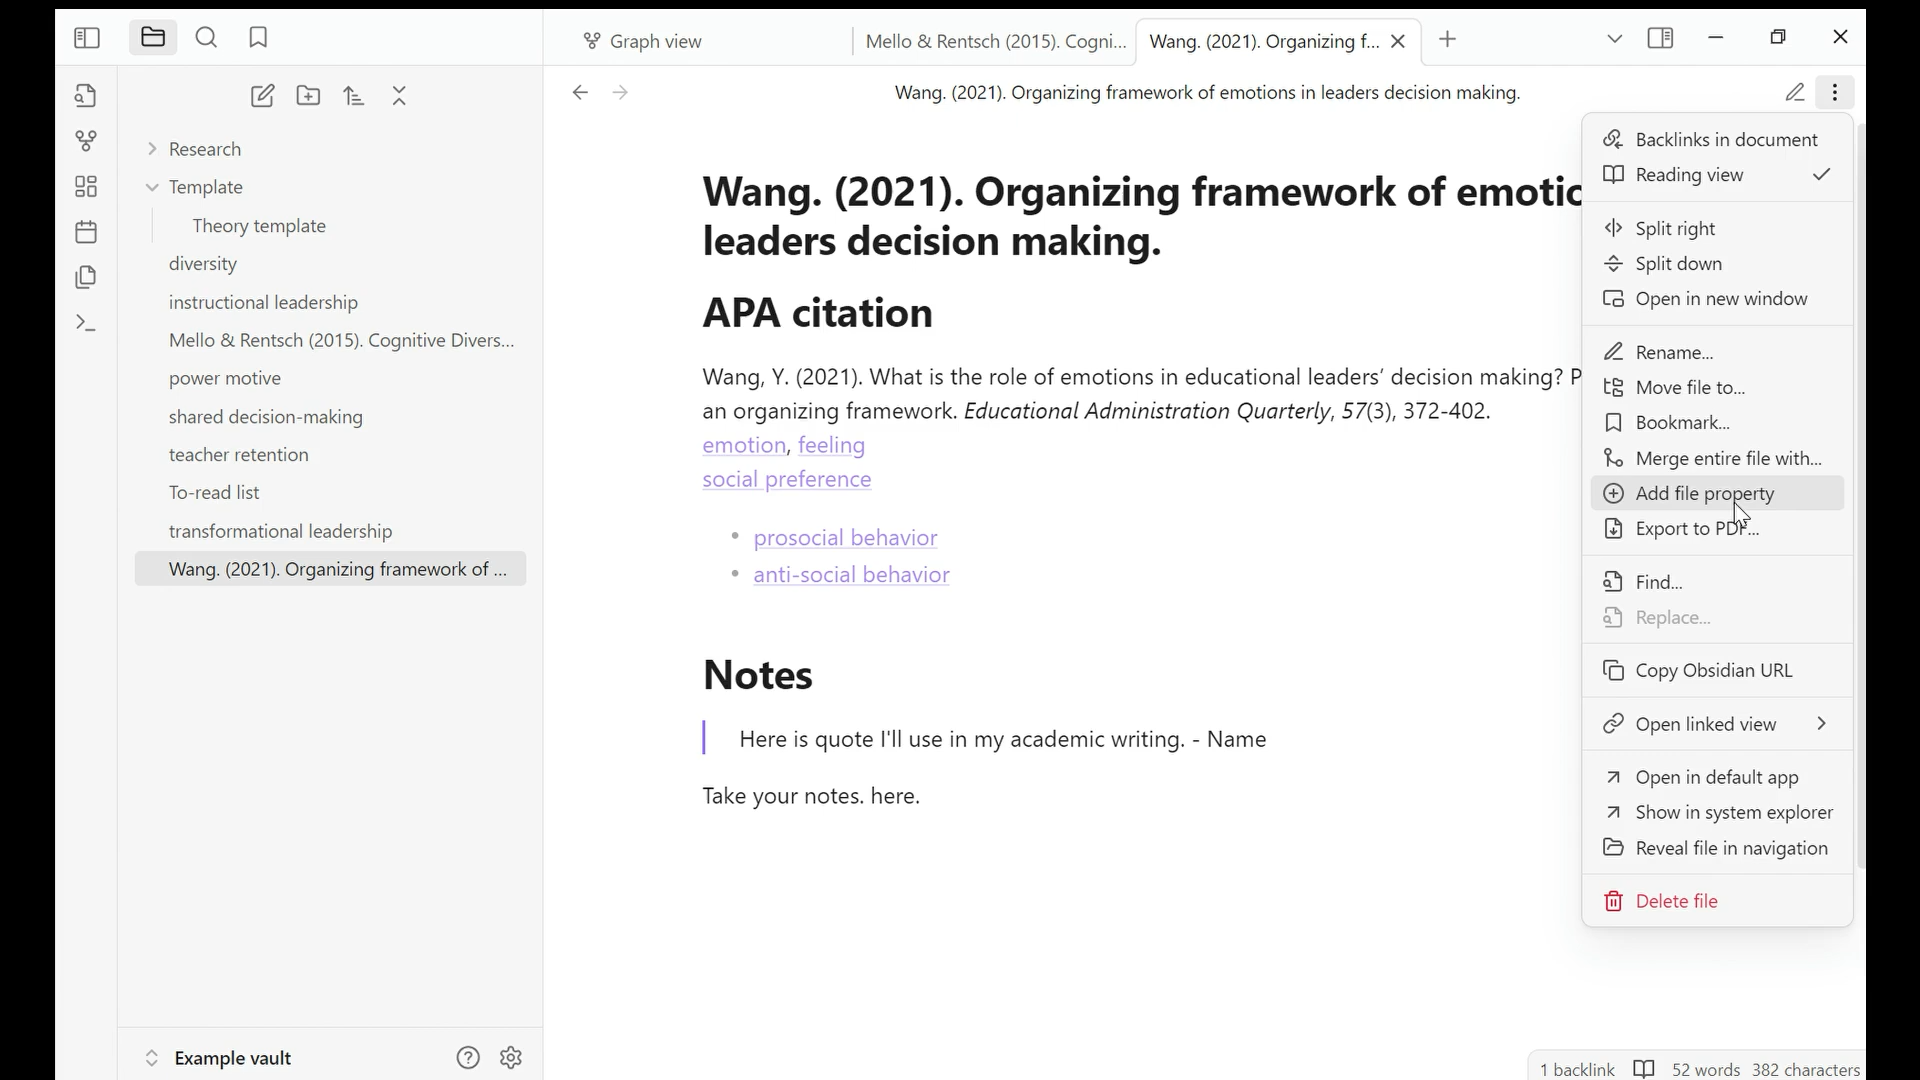 Graph view
Mello & Rentsch (2015). Cogni...
Wang. (2021). Organizing f...
Wang. (2021). Organizing framework of emotions in leaders decision making.
Research
Template
Theory template
diversity
instructional leadership
Mello & Rentsch (2015). Cognitive Divers...
power motive
shared decision-making
teacher retention
To-read list
transformational leadership
Wang. (2021). Organizing framework of ...
Example vault
Wang. (2021). Organizing framework of emotio
leaders decision making.
APA citation
Wang, Y. (2021). What is the role of emotions in educational leaders' decision making? P
an organizing framework. Educational Administration Quarterly, 57(3), 372-402.
emotion, feeling
social preference
• prosocial behavior
• anti-social behavior
Notes
Here is quote I'll use in my academic writing. - Name
Take your notes. here.
Backlinks in document
Reading view
Split right
Split down
Open in new window
Rename...
Move file to...
Bookmark...
Merge entire file with...
Add file property
Export to PDF...
Find...
Replace...
Copy Obsidian URL
Open linked view
Open in default app
Show in system explorer
Reveal file in navigation
Delete file
1 backlink 52 words 382 characters